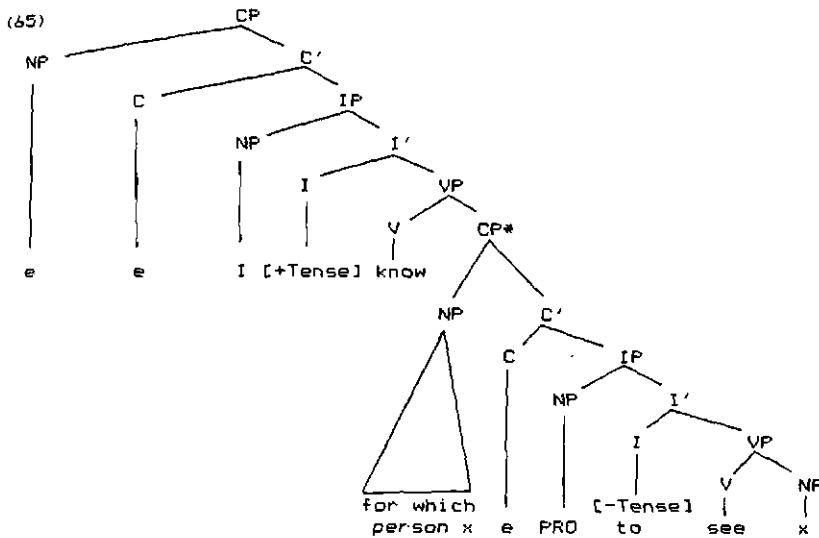 (65)
CP
NP C'
C IP
NP I'
I VP
V CP*
e e I [+Tense] know
NP C'
C IP
NP I'
I VP
[-Tense] V NP
for which
person x e PRO to see x